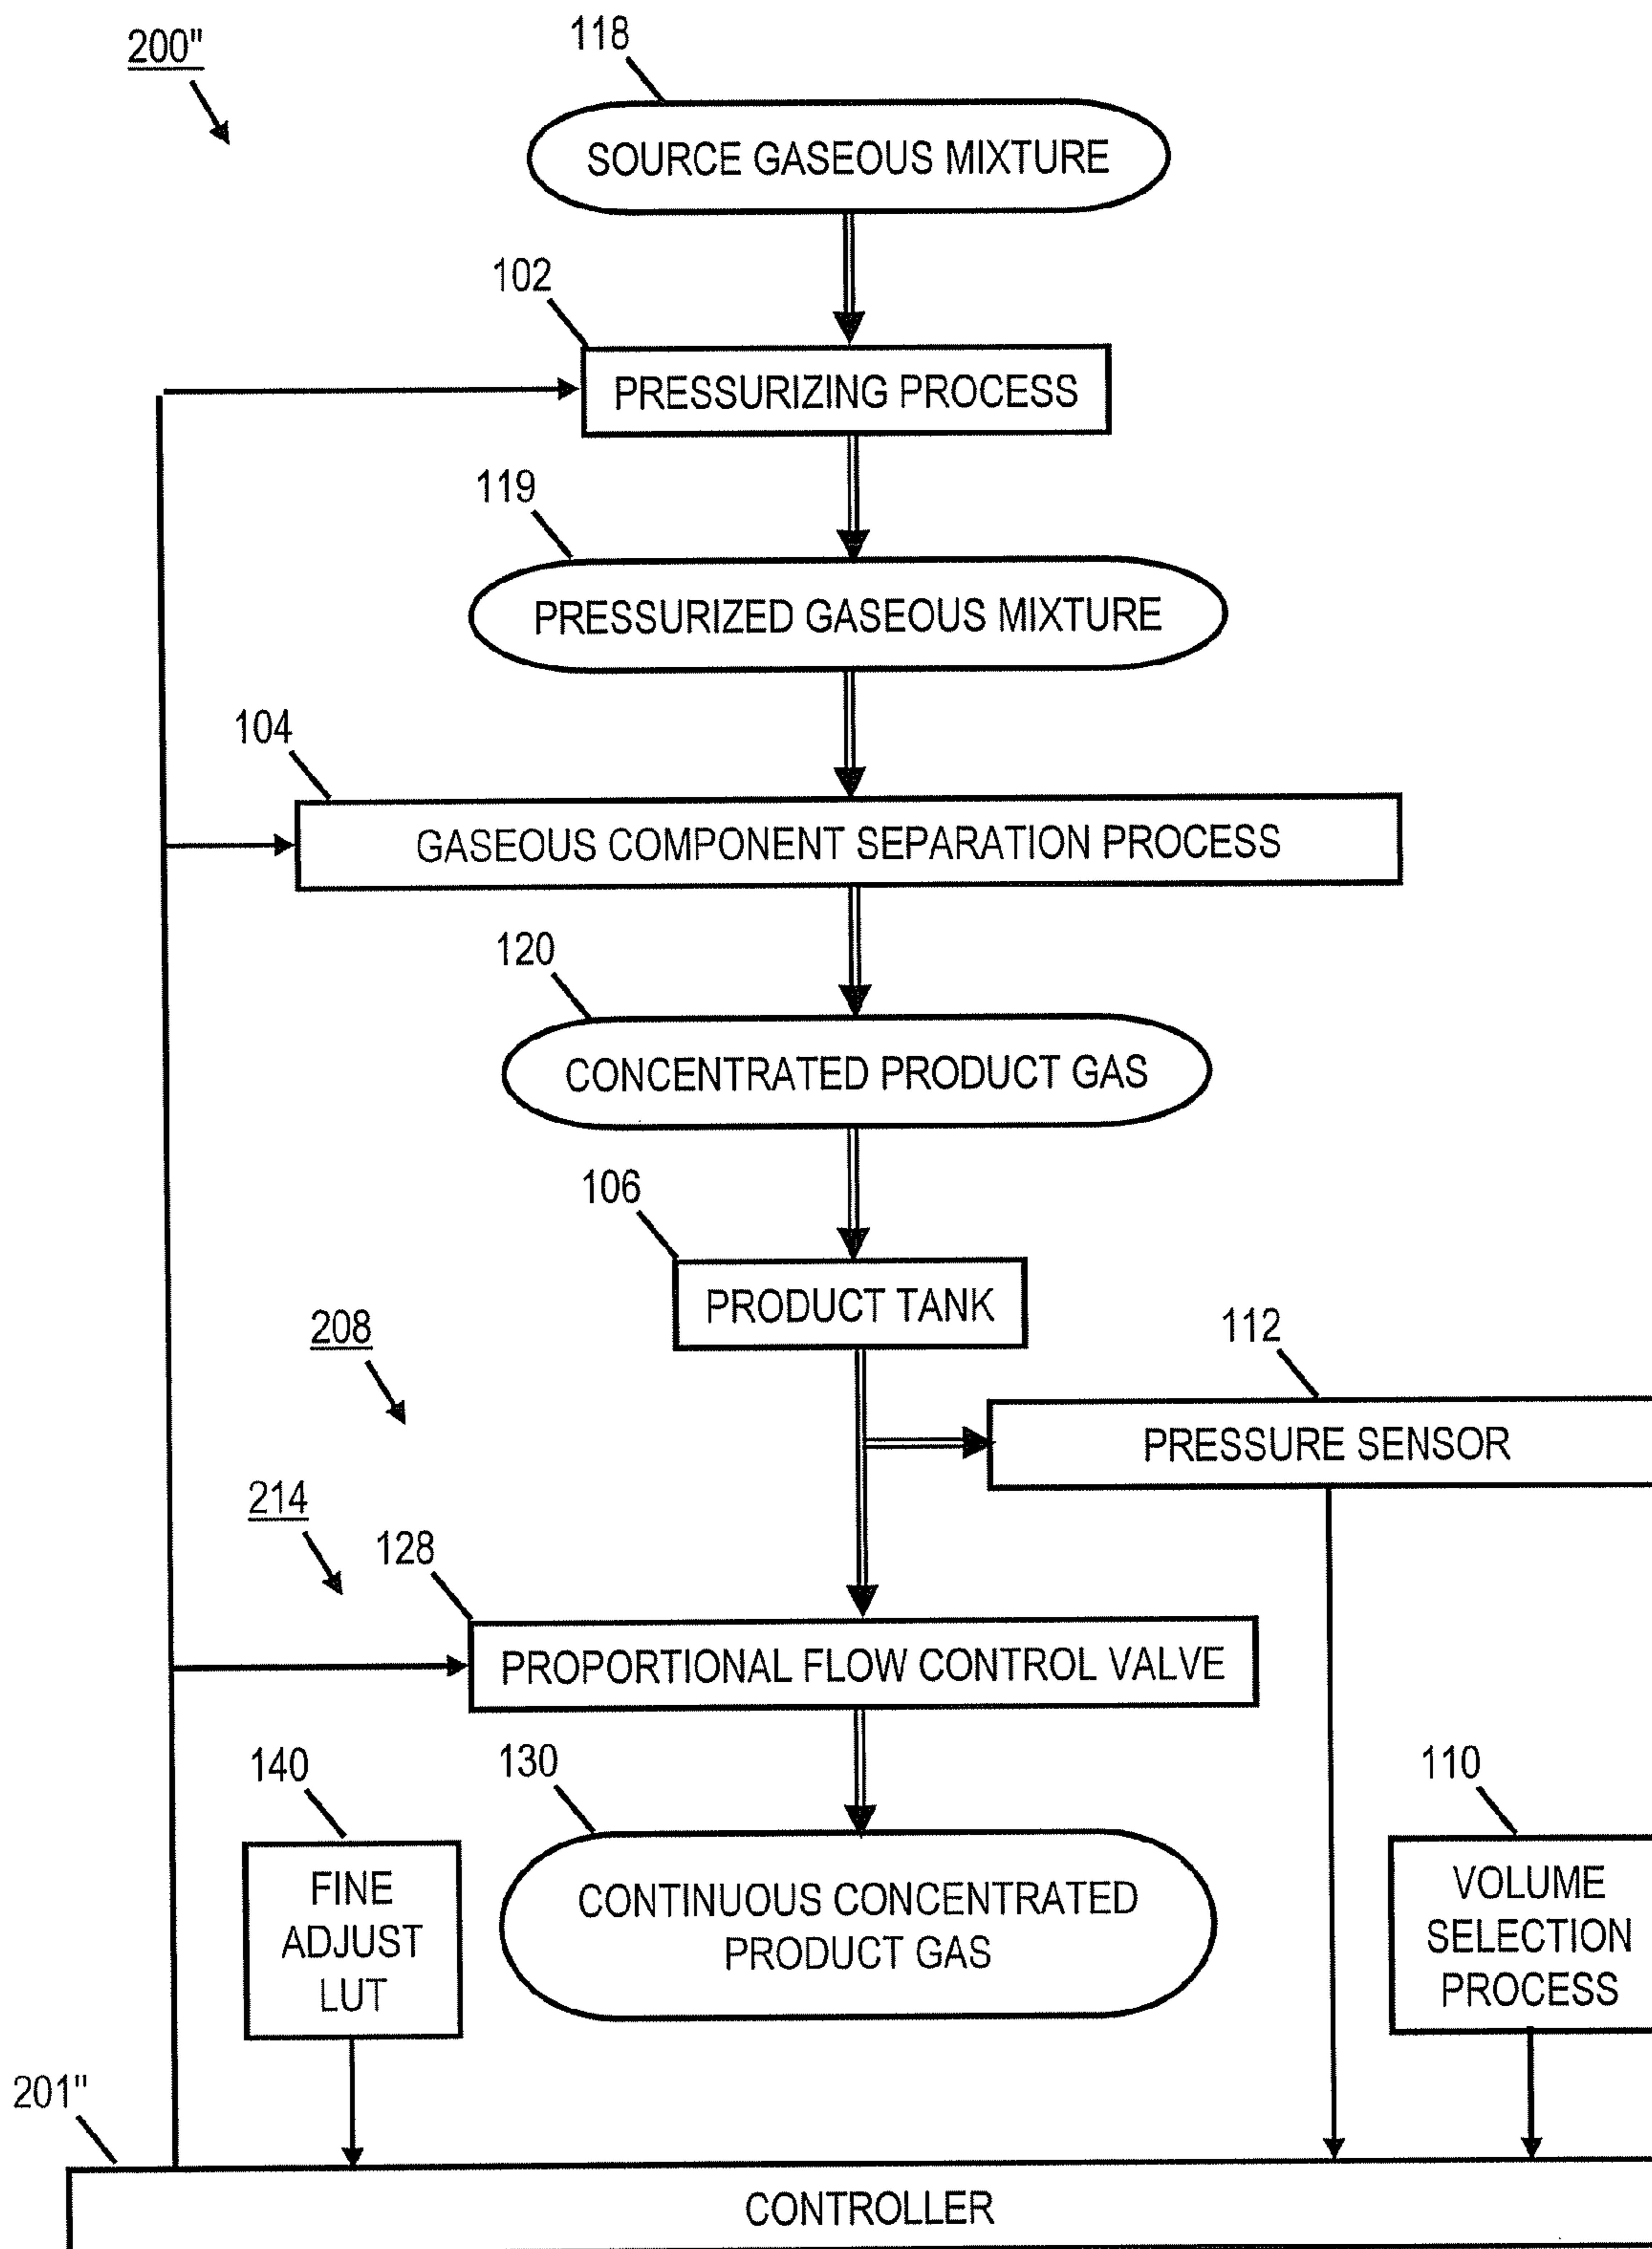 200"
118
SOURCE GASEOUS MIXTURE
102
PRESSURIZING PROCESS
119
PRESSURIZED GASEOUS MIXTURE
104
GASEOUS COMPONENT SEPARATION PROCESS
120
CONCENTRATED PRODUCT GAS
106
PRODUCT TANK
208
112
PRESSURE SENSOR
214
128
PROPORTIONAL FLOW CONTROL VALVE
140
130
110
FINE
ADJUST
LUT
CONTINUOUS CONCENTRATED
PRODUCT GAS
VOLUME
SELECTION
PROCESS
201"
CONTROLLER